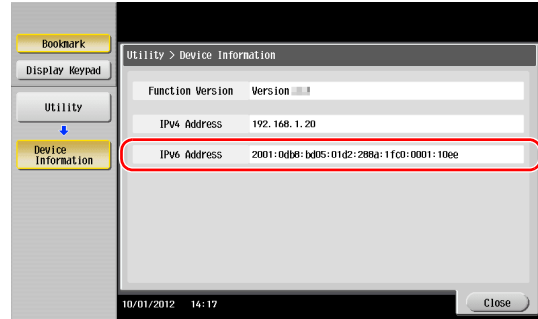 Bookmark
Display Keypad
Utility
Device
Information
Utility > Device Information
Function Version Version
IPv4 Address 192.168.1.20
IPv6 Address 2001:0db8:bd05:01d2:288a:1fc0:0001:10ee
10/01/2012 14:17
Close